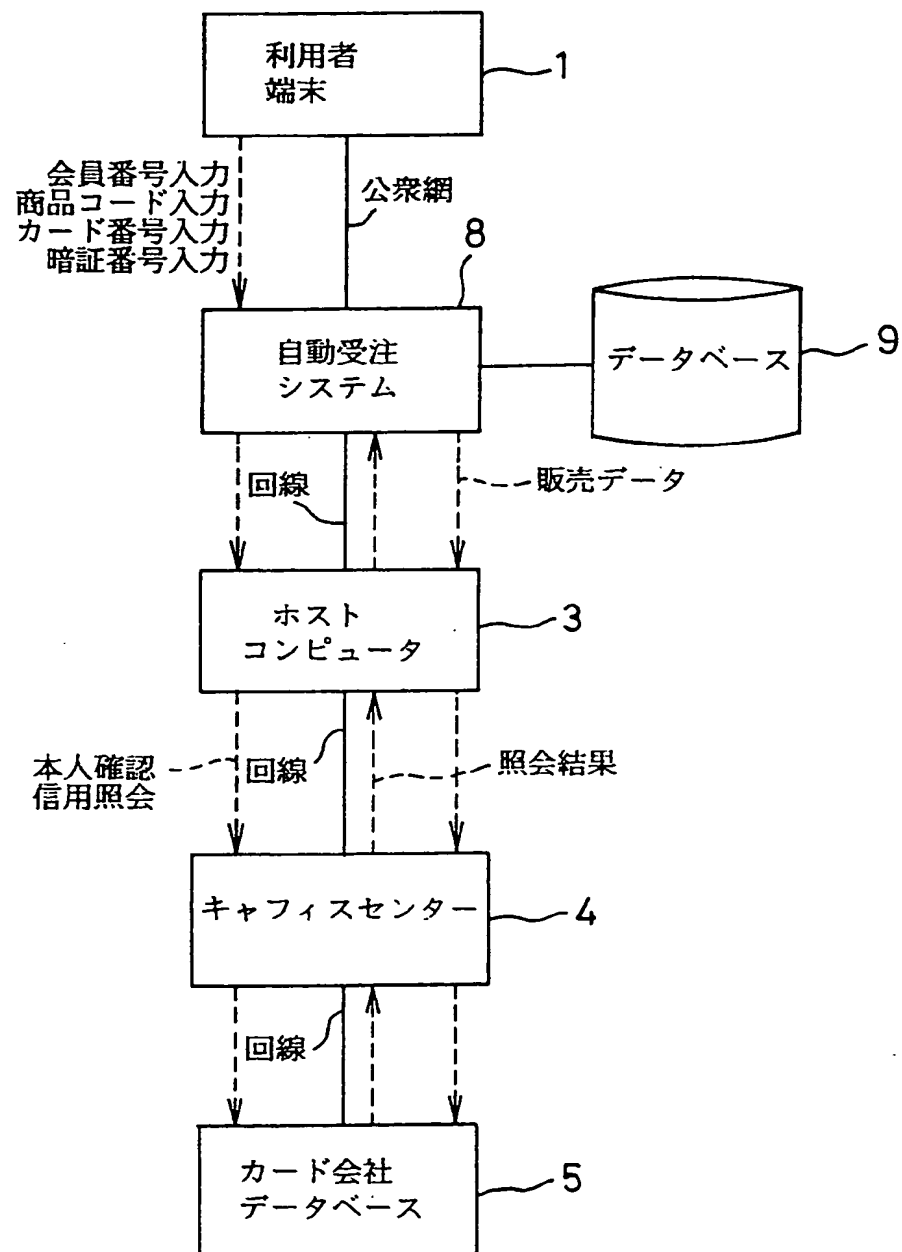 利用者
端末
1
会員番号入力
商品コード入力
カード番号入力
暗証番号入力
公衆網
8
自動受注
システム
データベース
9
回線
販売データ
ホスト
コンピュータ
3
本人確認
信用照会
回線
照会結果
キャフィスセンター
4
回線
カード会社
データベース
5